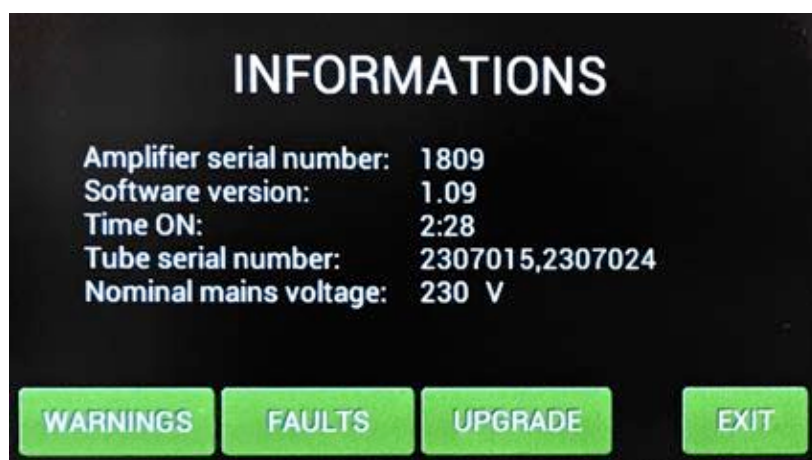 INFORMATIONS
Amplifier serial number: 1809
Software version: 1.09
Time ON: 2:28
Tube serial number: 2307015,2307024
Nominal mains voltage: 230 V
WARNINGS FAULTS UPGRADE EXIT